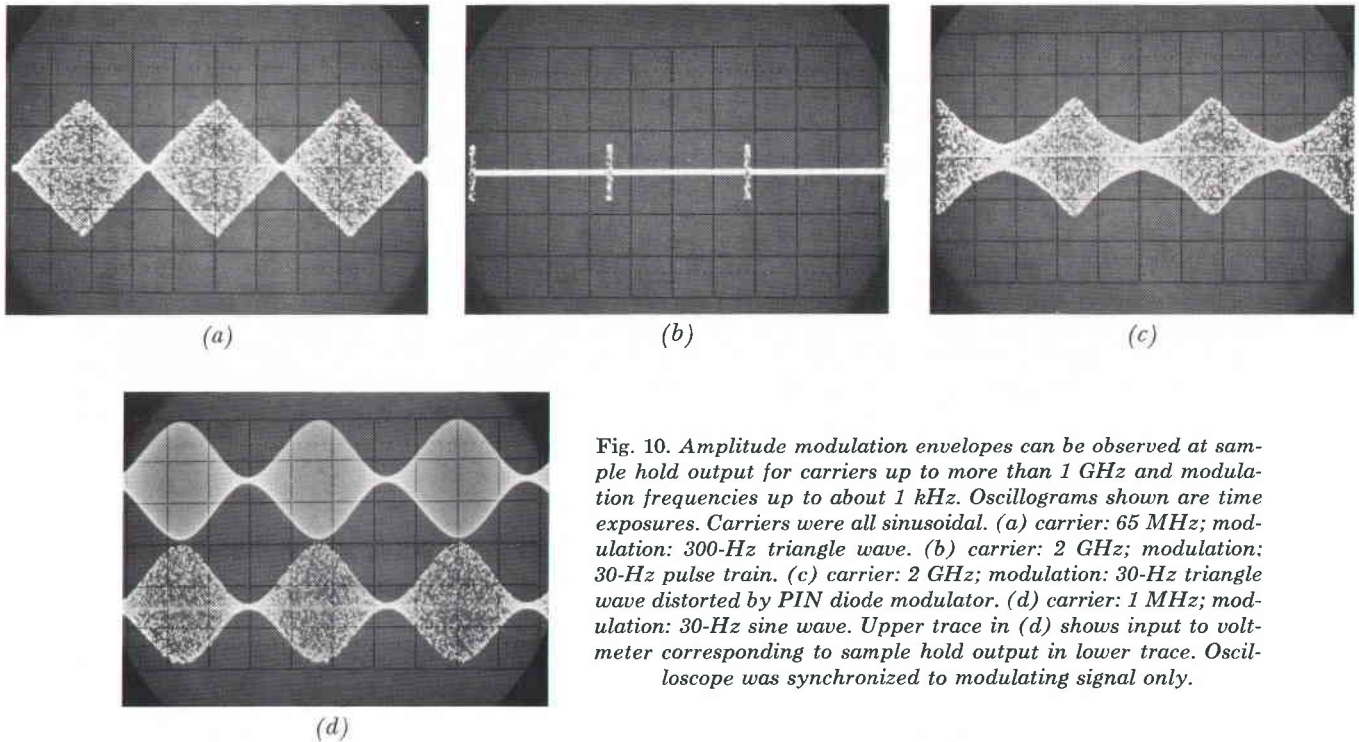 (a)
(b)
(c)
(d)
Fig. 10. Amplitude modulation envelopes can be observed at sam-
ple hold output for carriers up to more than 1 GHz and modula-
tion frequencies up to about 1 kHz. Oscillograms shown are time
exposures. Carriers were all sinusoidal. (a) carrier: 65 MHz; mod-
ulation: 300-Hz triangle wave. (b) carrier: 2 GHz; modulation:
30-Hz pulse train. (c) carrier: 2 GHz; modulation: 30-Hz triangle
wave distorted by PIN diode modulator. (d) carrier: 1 MHz; mod-
ulation: 30-Hz sine wave. Upper trace in (d) shows input to volt-
meter corresponding to sample hold output in lower trace. Oscil-
loscope was synchronized to modulating signal only.